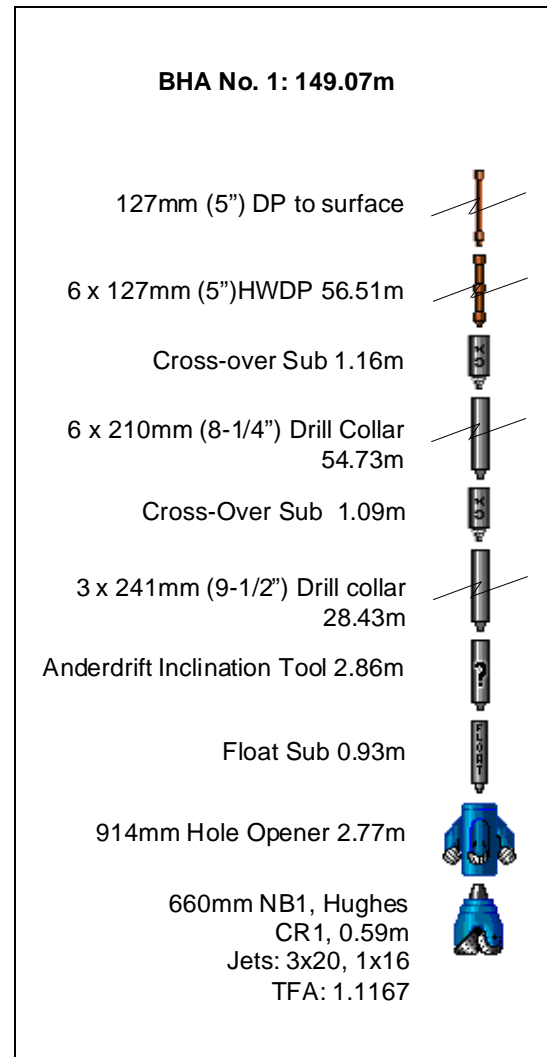 BHA No. 1: 149.07m
127mm (5”) DP to surface
6 x 127mm (5”)HWDP 56.51m
Cross-over Sub 1.16m
XO
6 x 210mm (8-1/4”) Drill Collar
54.73m
Cross-Over Sub 1.09m
XO
3 x 241mm (9-1/2”) Drill collar
28.43m
Anderdrift Inclination Tool 2.86m
?
Float Sub 0.93m
FLOAT
914mm Hole Opener 2.77m
660mm NB1, Hughes
CR1, 0.59m
Jets: 3x20, 1x16
TFA: 1.1167